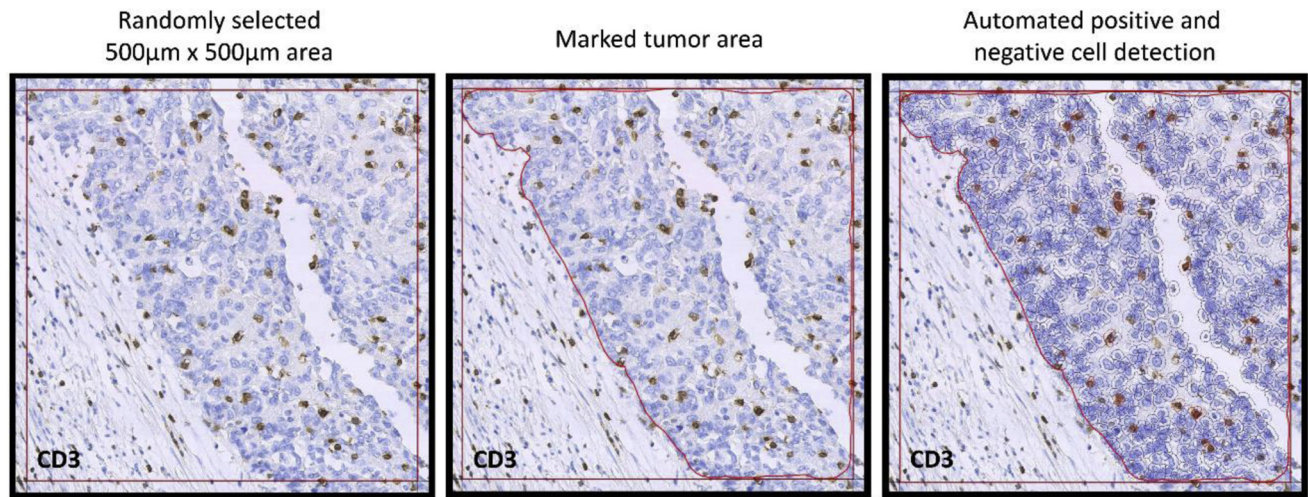 Randomly selected
500μm x 500μm area
Marked tumor area
Automated positive and
negative cell detection
CD3
CD3
CD3